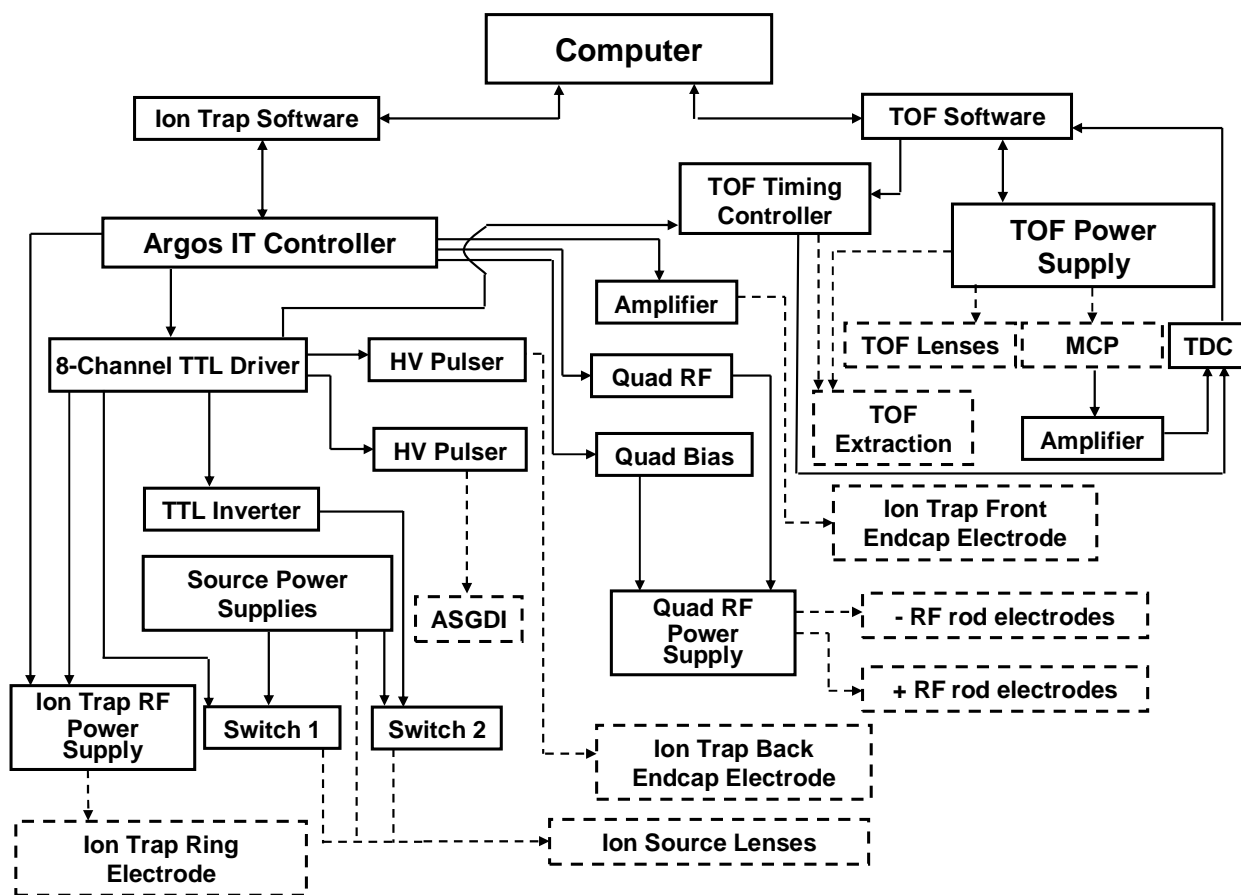 Computer
Ion Trap Software
TOF Software
TOF Timing
Controller
Argos IT Controller
TOF Power
Supply
Amplifier
8-Channel TTL Driver
HV Pulser
TOF Lenses
MCP
TDC
Quad RF
TOF
Extraction
Amplifier
HV Pulser
Quad Bias
TTL Inverter
Ion Trap Front
Endcap Electrode
Source Power
Supplies
ASGDI
Quad RF
Power
Supply
- RF rod electrodes
+ RF rod electrodes
Ion Trap RF
Power
Supply
Switch 1
Switch 2
Ion Trap Back
Endcap Electrode
Ion Trap Ring
Electrode
Ion Source Lenses